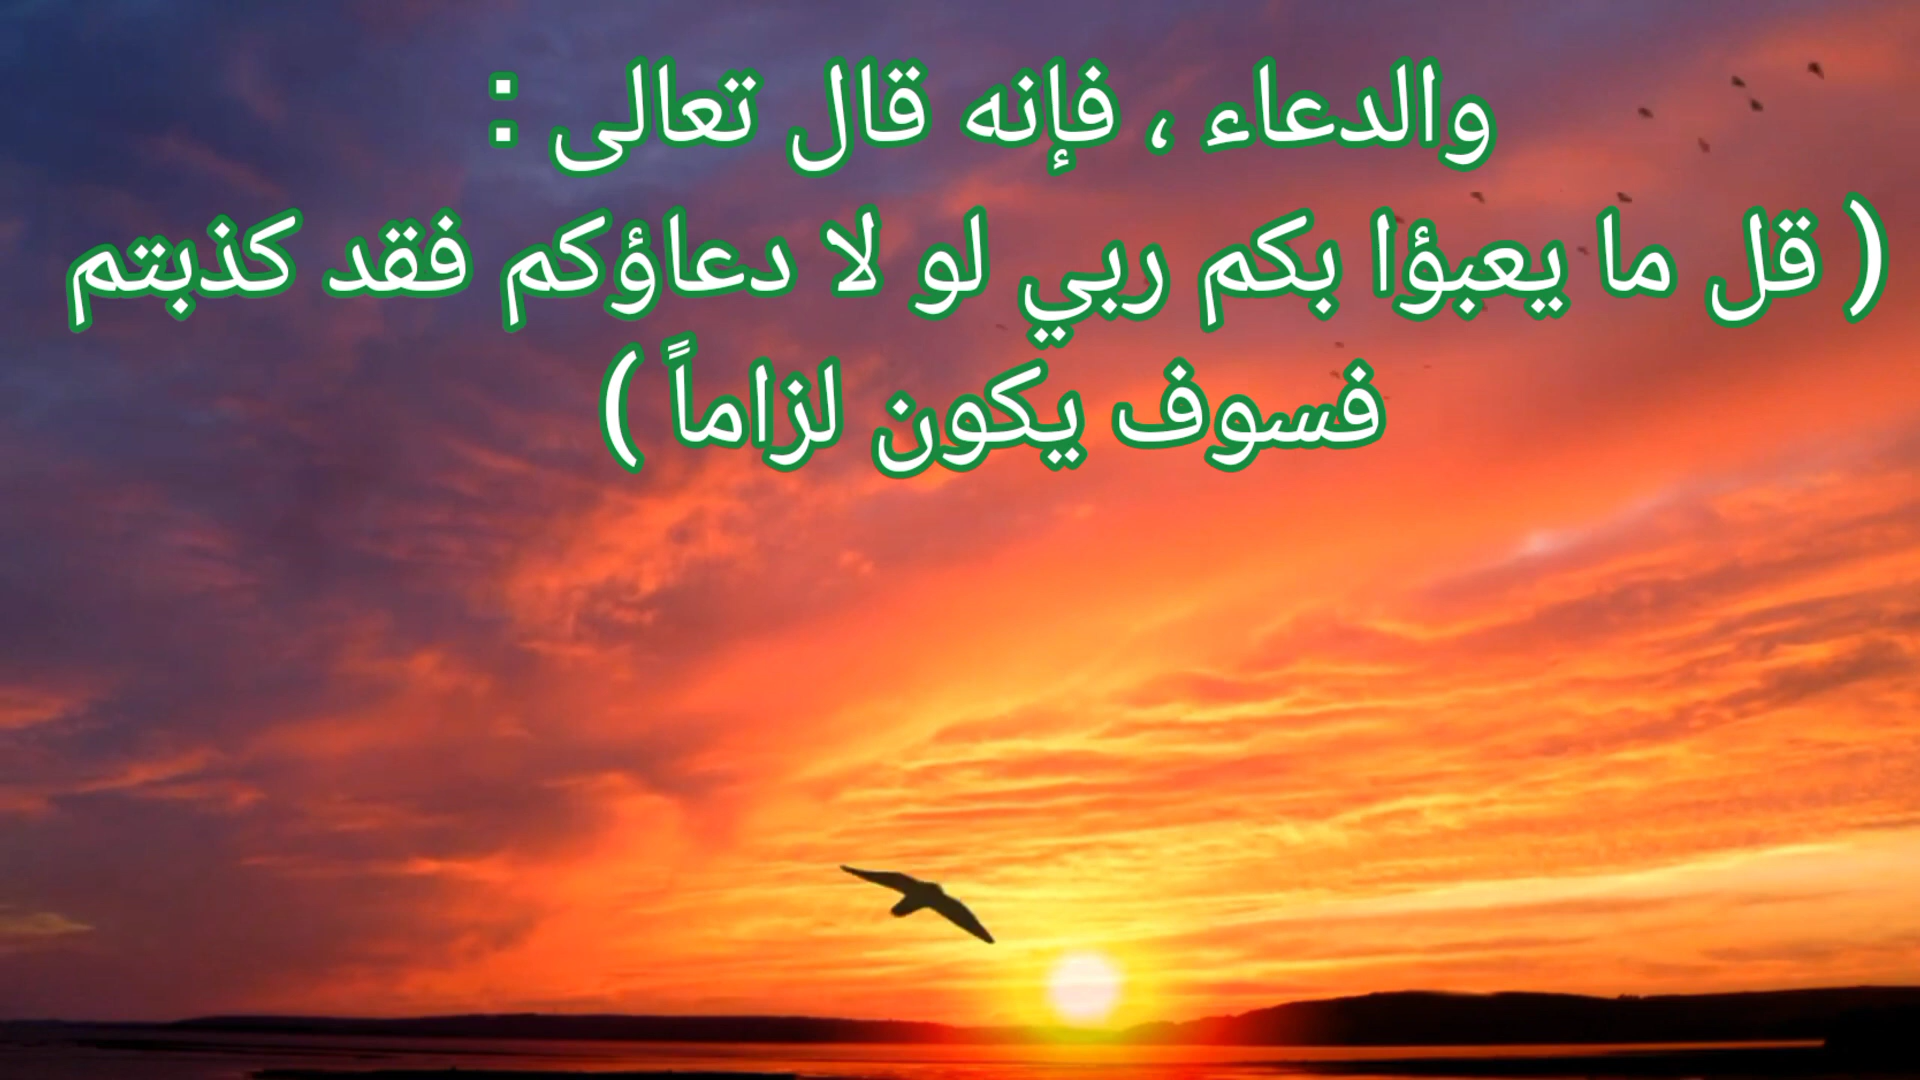 والدعاء ، فإنه قال تعالى :
( قل ما يعبؤا بكم ربي لو لا دعاؤكم فقد كذبتم
فسوف يكون لزاماً )